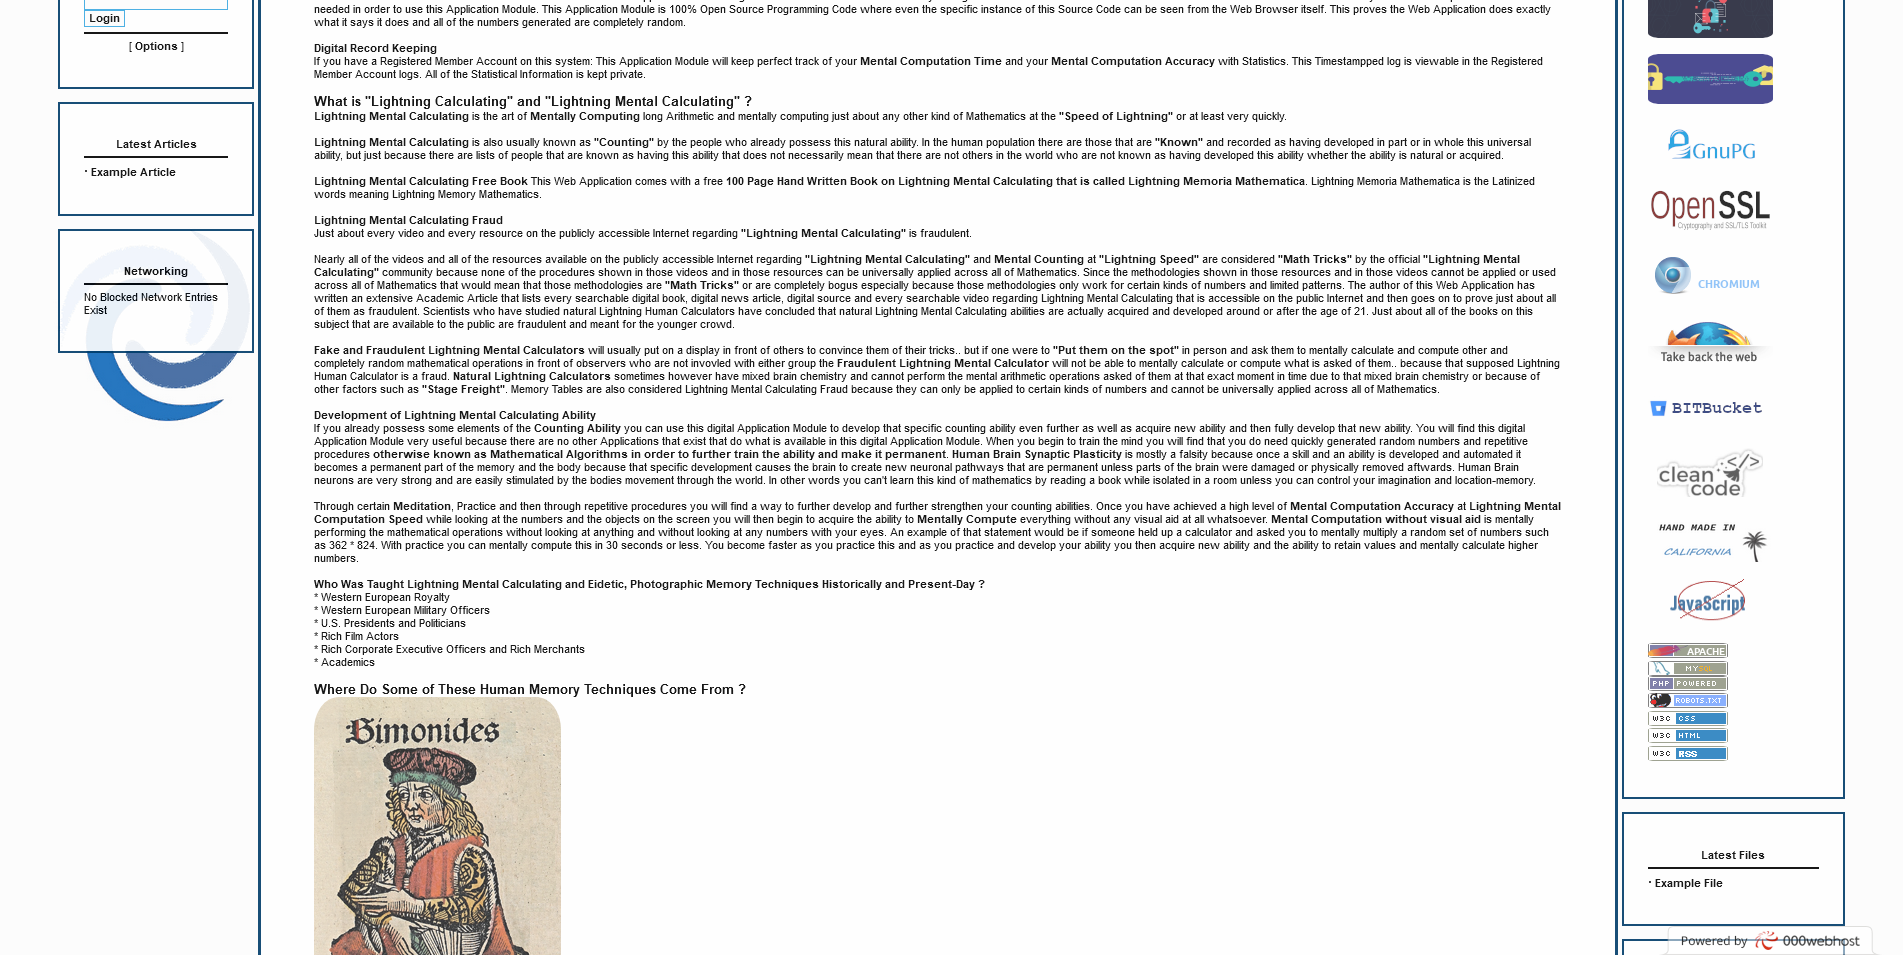 Login
[ Options ]
Latest Articles
· Example Article
Networking
No Blocked Network Entries
Exist
needed in order to use this Application Module. This Application Module is 100% Open Source Programming Code where even the specific instance of this Source Code can be seen from the Web Browser itself. This proves the Web Application does exactly
what it says it does and all of the numbers generated are completely random.
Digital Record Keeping
If you have a Registered Member Account on this system: This Application Module will keep perfect track of your Mental Computation Time and your Mental Computation Accuracy with Statistics. This Timestampped log is viewable in the Registered
Member Account logs. All of the Statistical Information is kept private.
What is "Lightning Calculating" and "Lightning Mental Calculating" ?
Lightning Mental Calculating is the art of Mentally Computing long Arithmetic and mentally computing just about any other kind of Mathematics at the "Speed of Lightning" or at least very quickly.
Lightning Mental Calculating is also usually known as "Counting" by the people who already possess this natural ability. In the human population there are those that are "Known" and recorded as having developed in part or in whole this universal
ability, but just because there are lists of people that are known as having this ability that does not necessarily mean that there are not others in the world who are not known as having developed this ability whether the ability is natural or acquired.
Lightning Mental Calculating Free Book This Web Application comes with a free 100 Page Hand Written Book on Lightning Mental Calculating that is called Lightning Memoria Mathematica. Lightning Memoria Mathematica is the Latinized
words meaning Lightning Memory Mathematics.
Lightning Mental Calculating Fraud
Just about every video and every resource on the publicly accessible Internet regarding "Lightning Mental Calculating" is fraudulent.
Nearly all of the videos and all of the resources available on the publicly accessible Internet regarding "Lightning Mental Calculating" and Mental Counting at "Lightning Speed" are considered "Math Tricks" by the official "Lightning Mental
Calculating" community because none of the procedures shown in those videos and in those resources can be universally applied across all of Mathematics. Since the methodologies shown in those resources and in those videos cannot be applied or used
across all of Mathematics that would mean that those methodologies are "Math Tricks" or are completely bogus especially because those methodologies only work for certain kinds of numbers and limited patterns. The author of this Web Application has
written an extensive Academic Article that lists every searchable digital book, digital news article, digital source and every searchable video regarding Lightning Mental Calculating that is accessible on the public Internet and then goes on to prove just about all
of them as fraudulent. Scientists who have studied natural Lightning Human Calculators have concluded that natural Lightning Mental Calculating abilities are actually acquired and developed around or after the age of 21. Just about all of the books on this
subject that are available to the public are fraudulent and meant for the younger crowd.
Fake and Fraudulent Lightning Mental Calculators will usually put on a display in front of others to convince them of their tricks.. but if one were to "Put them on the spot" in person and ask them to mentally calculate and compute other and
completely random mathematical operations in front of observers who are not invovled with either group the Fraudulent Lightning Mental Calculator will not be able to mentally calculate or compute what is asked of them.. because that supposed Lightning
Human Calculator is a fraud. Natural Lightning Calculators sometimes however have mixed brain chemistry and cannot perform the mental arithmetic operations asked of them at that exact moment in time due to that mixed brain chemistry or because of
other factors such as "Stage Freight". Memory Tables are also considered Lightning Mental Calculating Fraud because they can only be applied to certain kinds of numbers and cannot be universally applied across all of Mathematics.
Development of Lightning Mental Calculating Ability
If you already possess some elements of the Counting Ability you can use this digital Application Module to develop that specific counting ability even further as well as acquire new ability and then fully develop that new ability. You will find this digital
Application Module very useful because there are no other Applications that exist that do what is available in this digital Application Module. When you begin to train the mind you will find that you do need quickly generated random numbers and repetitive
procedures otherwise known as Mathematical Algorithms in order to further train the ability and make it permanent. Human Brain Synaptic Plasticity is mostly a falsity because once a skill and an ability is developed and automated it
becomes a permanent part of the memory and the body because that specific development causes the brain to create new neuronal pathways that are permanent unless parts of the brain were damaged or physically removed aftwards. Human Brain
neurons are very strong and are easily stimulated by the bodies movement through the world. In other words you can't learn this kind of mathematics by reading a book while isolated in a room unless you can control your imagination and location-memory.
Through certain Meditation, Practice and then through repetitive procedures you will find a way to further develop and further strengthen your counting abilities. Once you have achieved a high level of Mental Computation Accuracy at Lightning Mental
Computation Speed while looking at the numbers and the objects on the screen you will then begin to acquire the ability to Mentally Compute everything without any visual aid at all whatsoever. Mental Computation without visual aid is mentally
performing the mathematical operations without looking at anything and without looking at any numbers with your eyes. An example of that statement would be if someone held up a calculator and asked you to mentally multiply a random set of numbers such
as 362 * 824. With practice you can mentally compute this in 30 seconds or less. You become faster as you practice this and as you practice and develop your ability you then acquire new ability and the ability to retain values and mentally calculate higher
numbers.
Who Was Taught Lightning Mental Calculating and Eidetic, Photographic Memory Techniques Historically and Present-Day ?
* Western European Royalty
* Western European Military Officers
* U.S. Presidents and Politicians
* Rich Film Actors
* Rich Corporate Executive Officers and Rich Merchants
* Academics
Where Do Some of These Human Memory Techniques Come From ?
Simonides
GnuPG
OpenSSL
Cryptography and SSL/TLS Toolkit
CHROMIUM
Take back the web
BITBucket
</>
clean
code
HAND MADE IN
CALIFORNIA
JavaScript
APACHE
MYSQL
PHP POWERED
ROBOTS.TXT
W3C CSS
W3C HTML
W3C RSS
Latest Files
· Example File
Powered by 000webhost